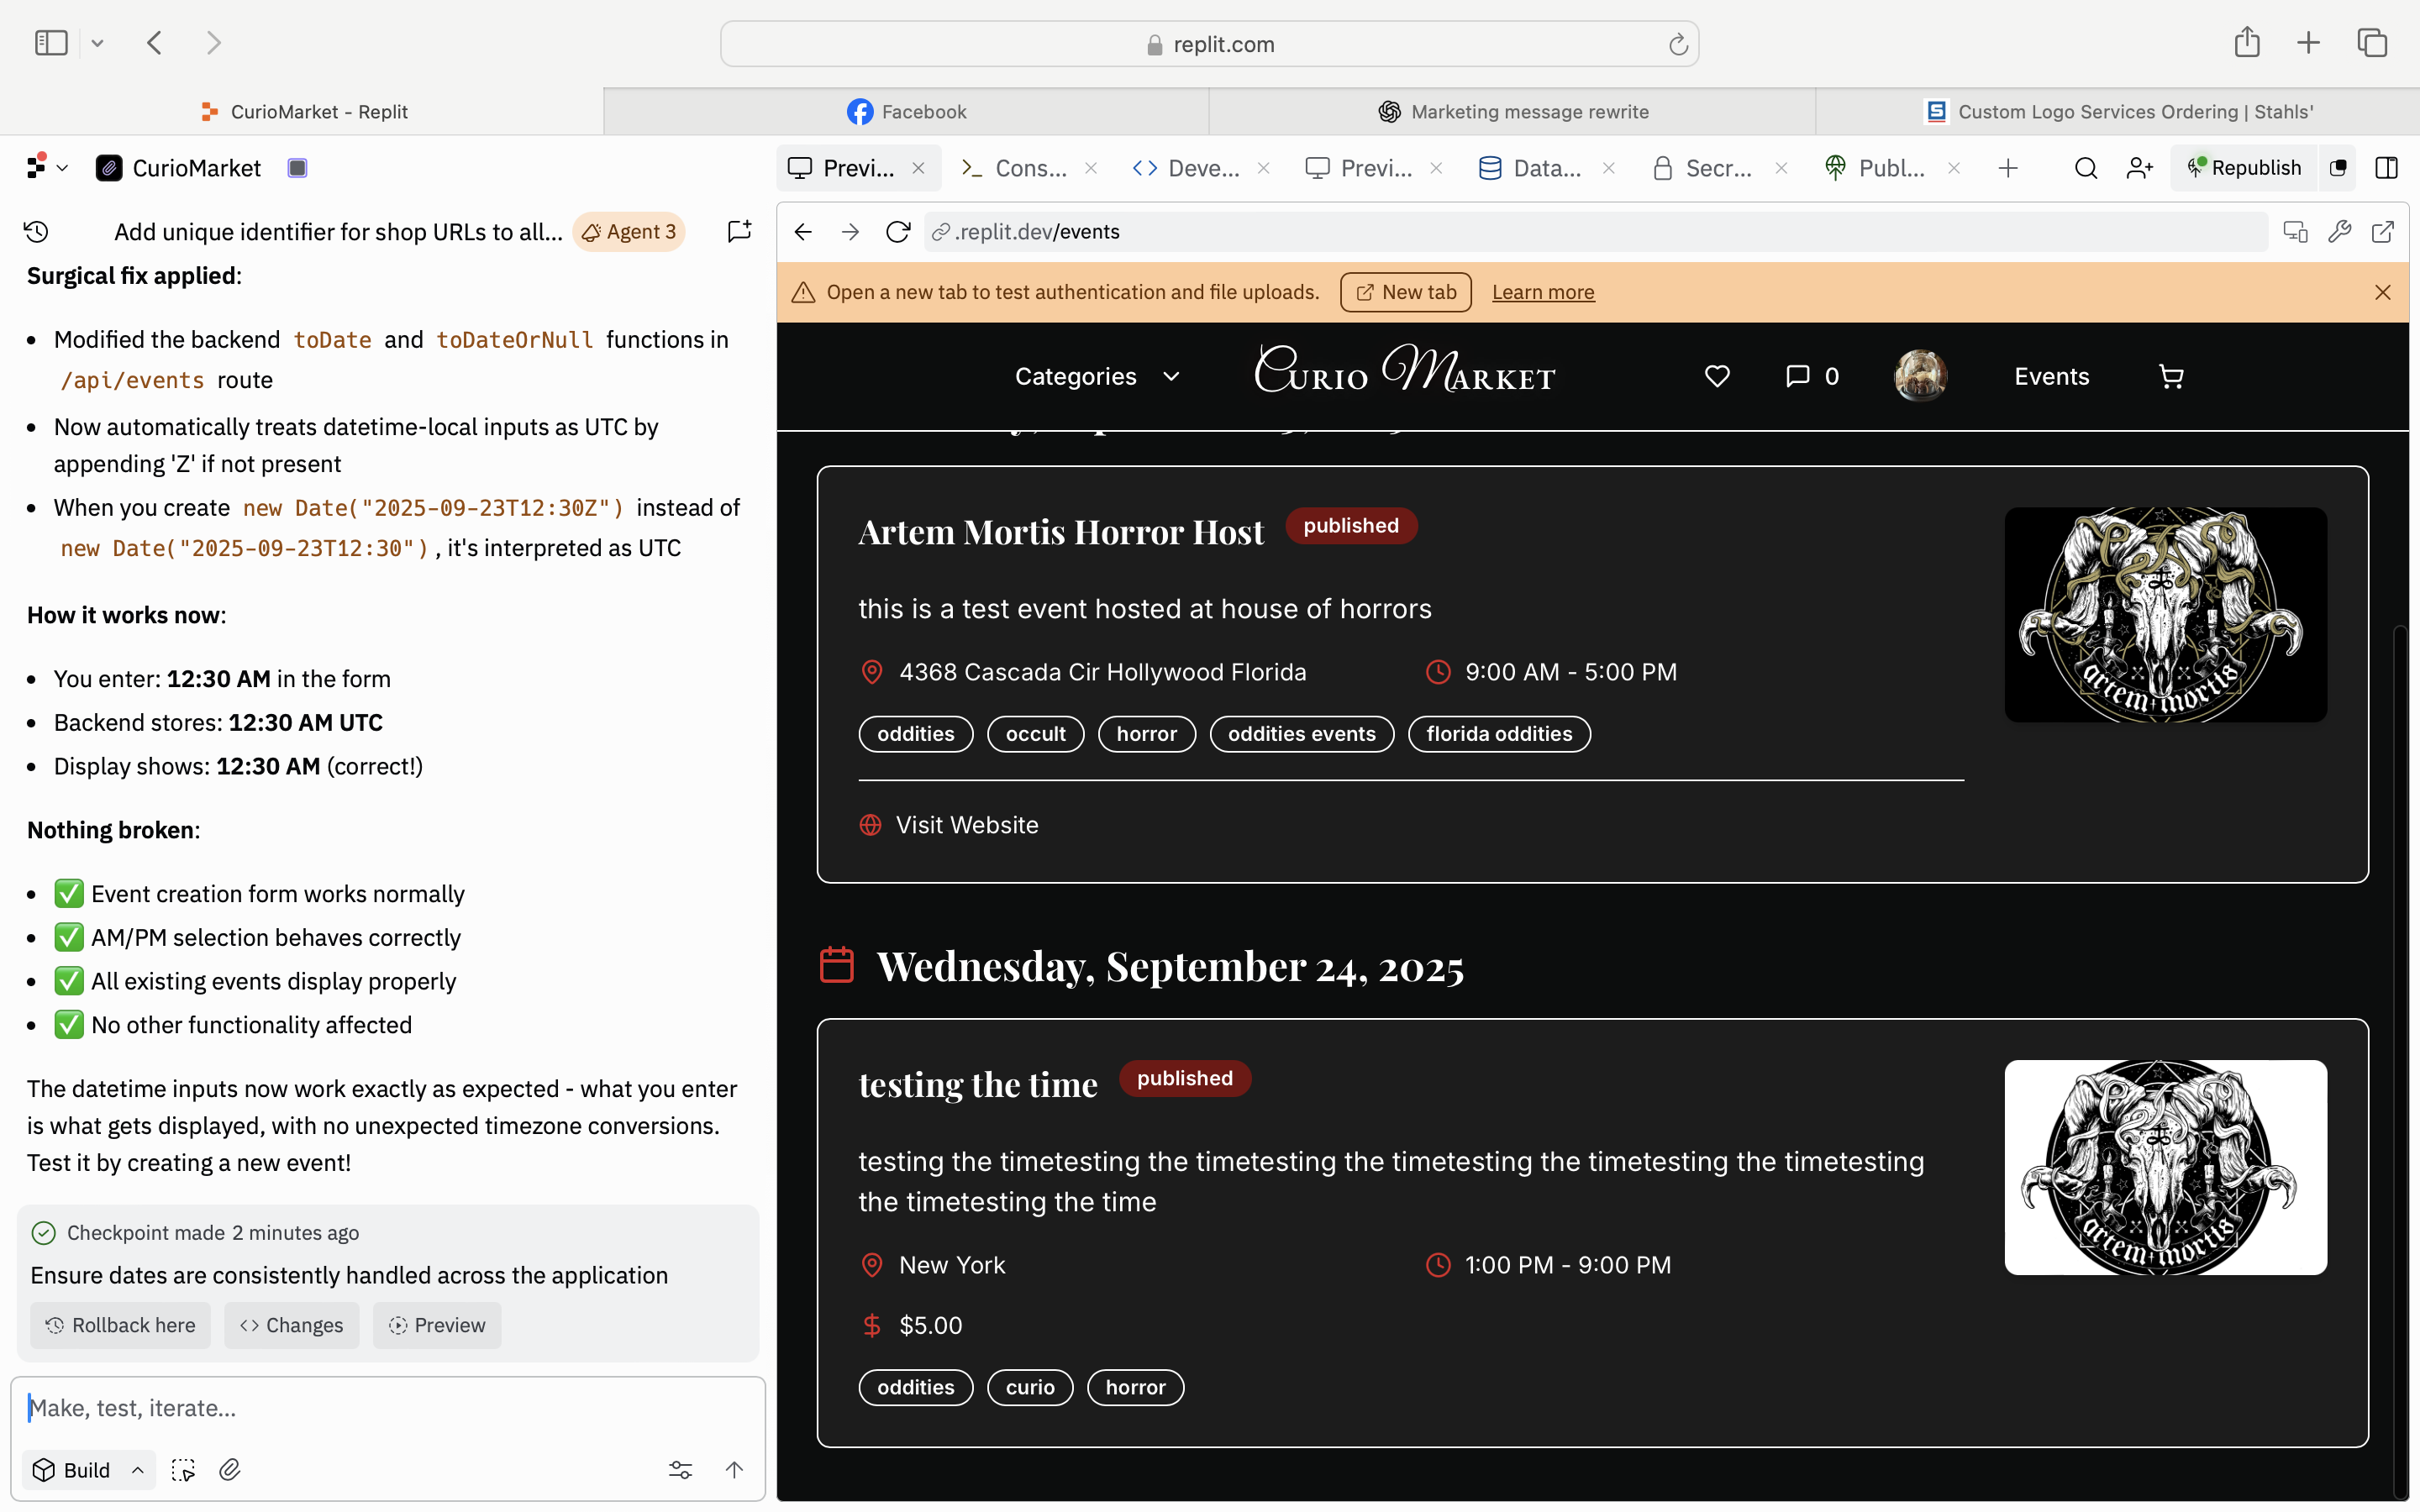 replit.com
CurioMarket - Replit
Facebook
Marketing message rewrite
Custom Logo Services Ordering | Stahls'
CurioMarket
Previ...
Cons...
Deve...
Previ...
Data...
Secr...
Publ...
Republish
Add unique identifier for shop URLs to all...
Agent 3
Surgical fix applied:
• Modified the backend toDate and toDateOrNull functions in
/api/events route
• Now automatically treats datetime-local inputs as UTC by
appending 'Z' if not present
• When you create new Date("2025-09-23T12:30Z") instead of
new Date("2025-09-23T12:30"), it's interpreted as UTC
How it works now:
• You enter: 12:30 AM in the form
• Backend stores: 12:30 AM UTC
• Display shows: 12:30 AM (correct!)
Nothing broken:
• ✅ Event creation form works normally
• ✅ AM/PM selection behaves correctly
• ✅ All existing events display properly
• ✅ No other functionality affected
The datetime inputs now work exactly as expected - what you enter
is what gets displayed, with no unexpected timezone conversions.
Test it by creating a new event!
Checkpoint made 2 minutes ago
Ensure dates are consistently handled across the application
Rollback here
Changes
Preview
Make, test, iterate...
Build
.replit.dev/events
Open a new tab to test authentication and file uploads.
New tab
Learn more
Categories
Curio Market
0
Events
Artem Mortis Horror Host
published
this is a test event hosted at house of horrors
4368 Cascada Cir Hollywood Florida
9:00 AM - 5:00 PM
oddities
occult
horror
oddities events
florida oddities
Visit Website
artem mortis
Wednesday, September 24, 2025
testing the time
published
testing the timetesting the timetesting the timetesting the timetesting the timetesting
the timetesting the time
New York
1:00 PM - 9:00 PM
$5.00
oddities
curio
horror
artem mortis